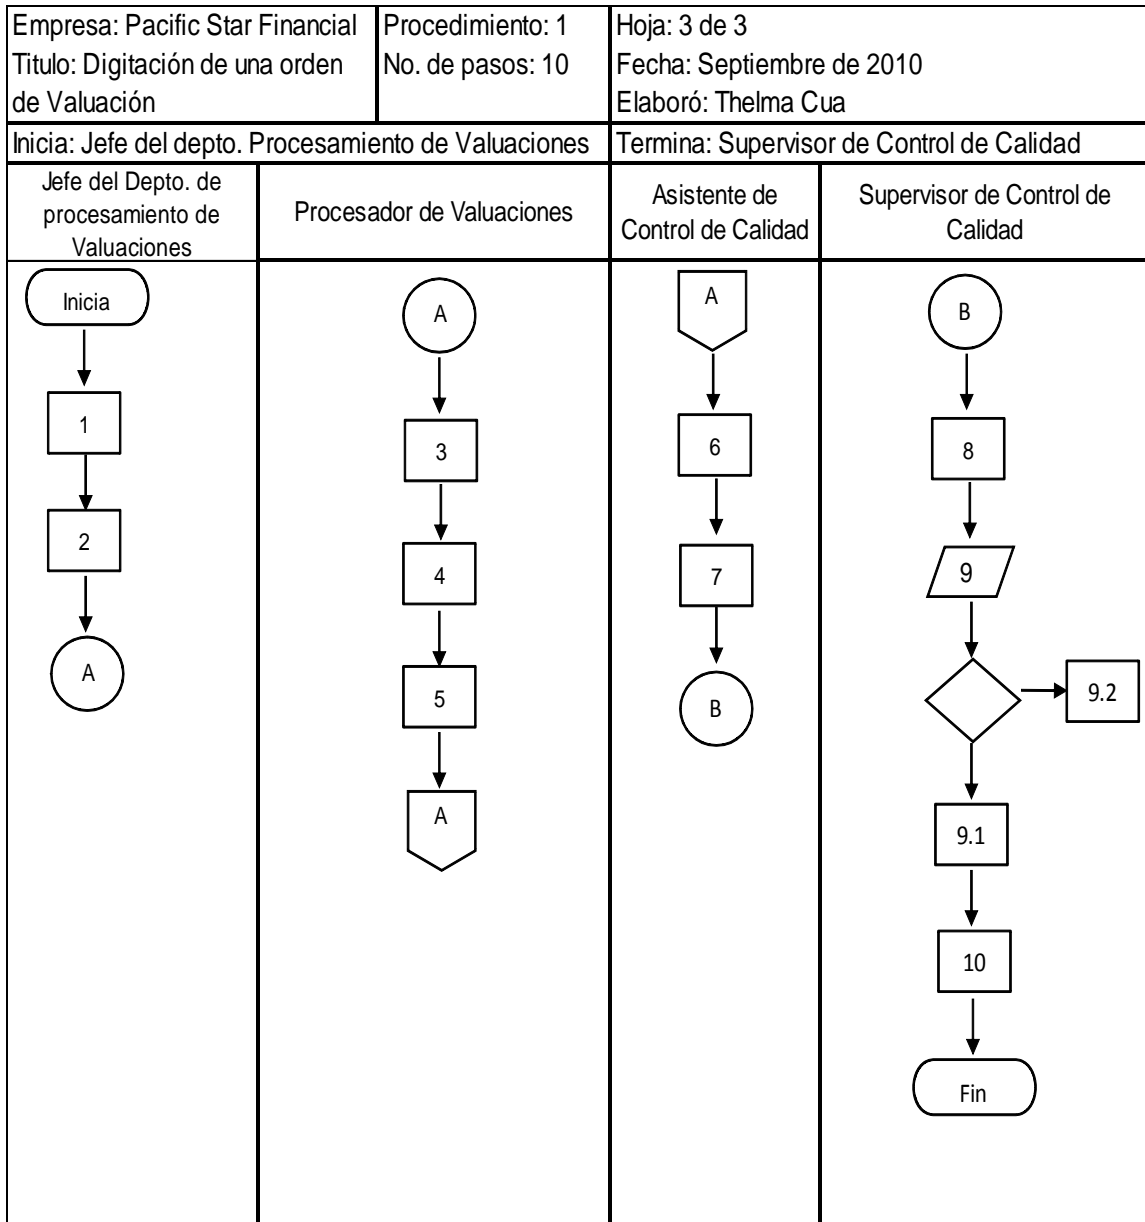 Empresa: Pacific Star Financial
Titulo: Digitación de una orden
de Valuación
Procedimiento: 1
No. de pasos: 10
Hoja: 3 de 3
Fecha: Septiembre de 2010
Elaboró: Thelma Cua
Inicia: Jefe del depto. Procesamiento de Valuaciones
Termina: Supervisor de Control de Calidad
Jefe del Depto. de
procesamiento de
Valuaciones
Procesador de Valuaciones
Asistente de
Control de Calidad
Supervisor de Control de
Calidad
Inicia
1
2
A
A
3
4
5
A
A
6
7
B
B
8
9
9.2
9.1
10
Fin